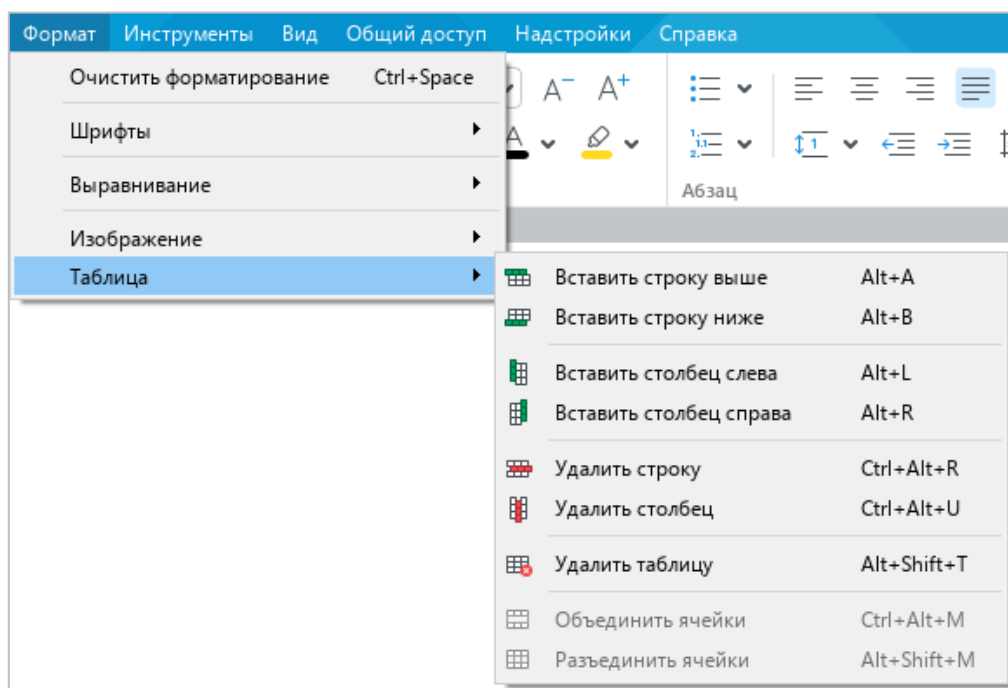 Формат Инструменты Вид Общий доступ Надстройки Справка
Очистить форматирование Ctrl+Space
Шрифты
Выравнивание
Изображение
Таблица
Абзац
Вставить строку выше Alt+A
Вставить строку ниже Alt+B
Вставить столбец слева Alt+L
Вставить столбец справа Alt+R
Удалить строку Ctrl+Alt+R
Удалить столбец Ctrl+Alt+U
Удалить таблицу Alt+Shift+T
Объединить ячейки Ctrl+Alt+M
Разъединить ячейки Alt+Shift+M